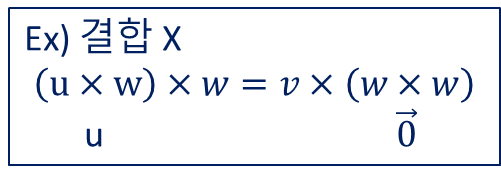 Ex) 결합 X
(u × w) × w = v × (w × w)
u 0⃗